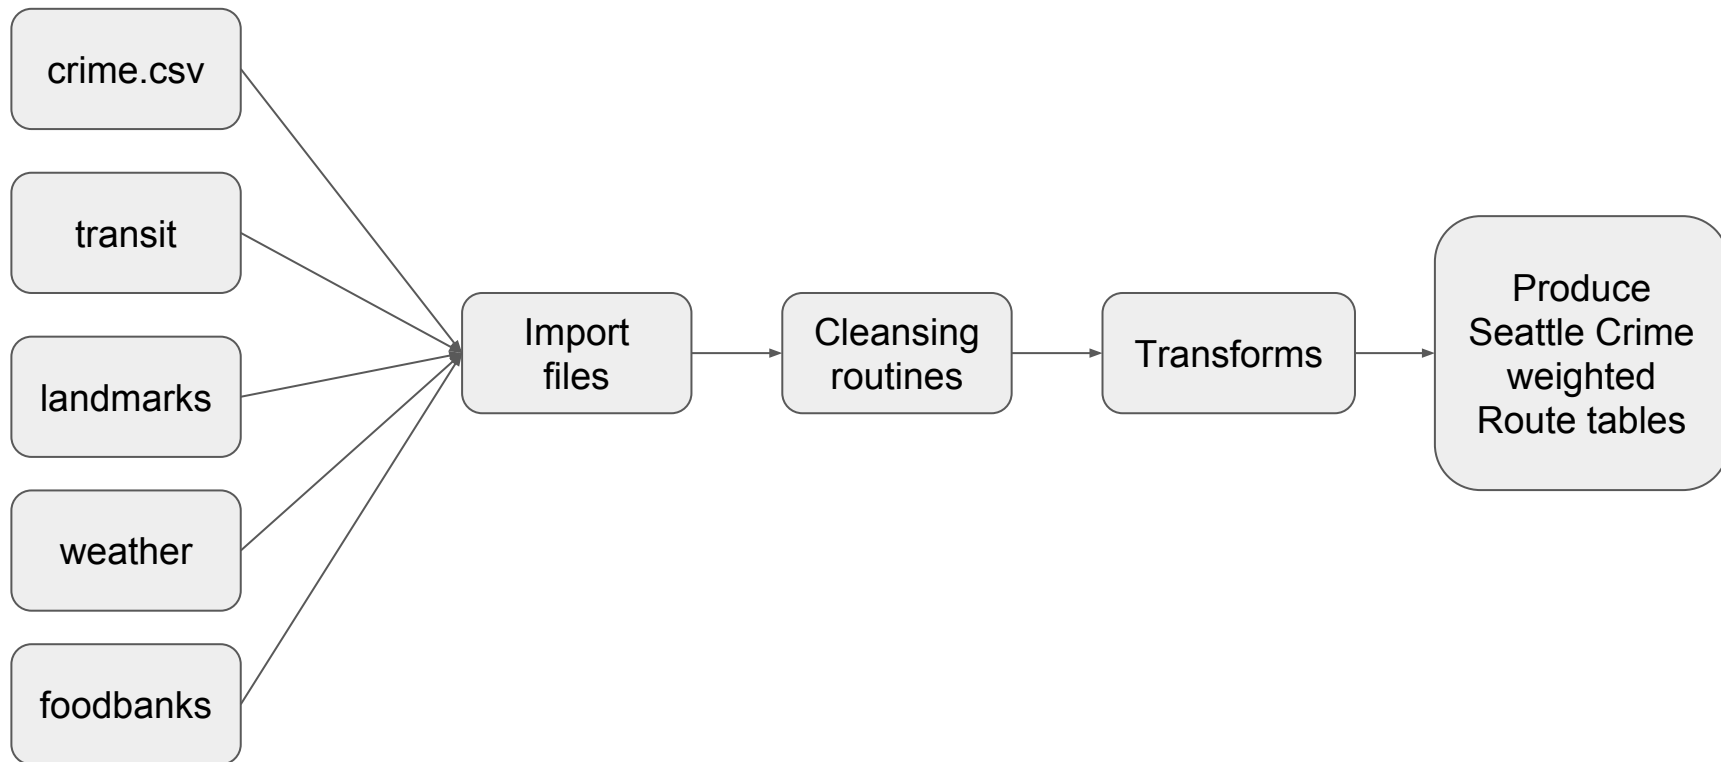 crime.csv
transit
landmarks
weather
foodbanks
Import
files
Cleansing
routines
Transforms
Produce
Seattle Crime
weighted
Route tables